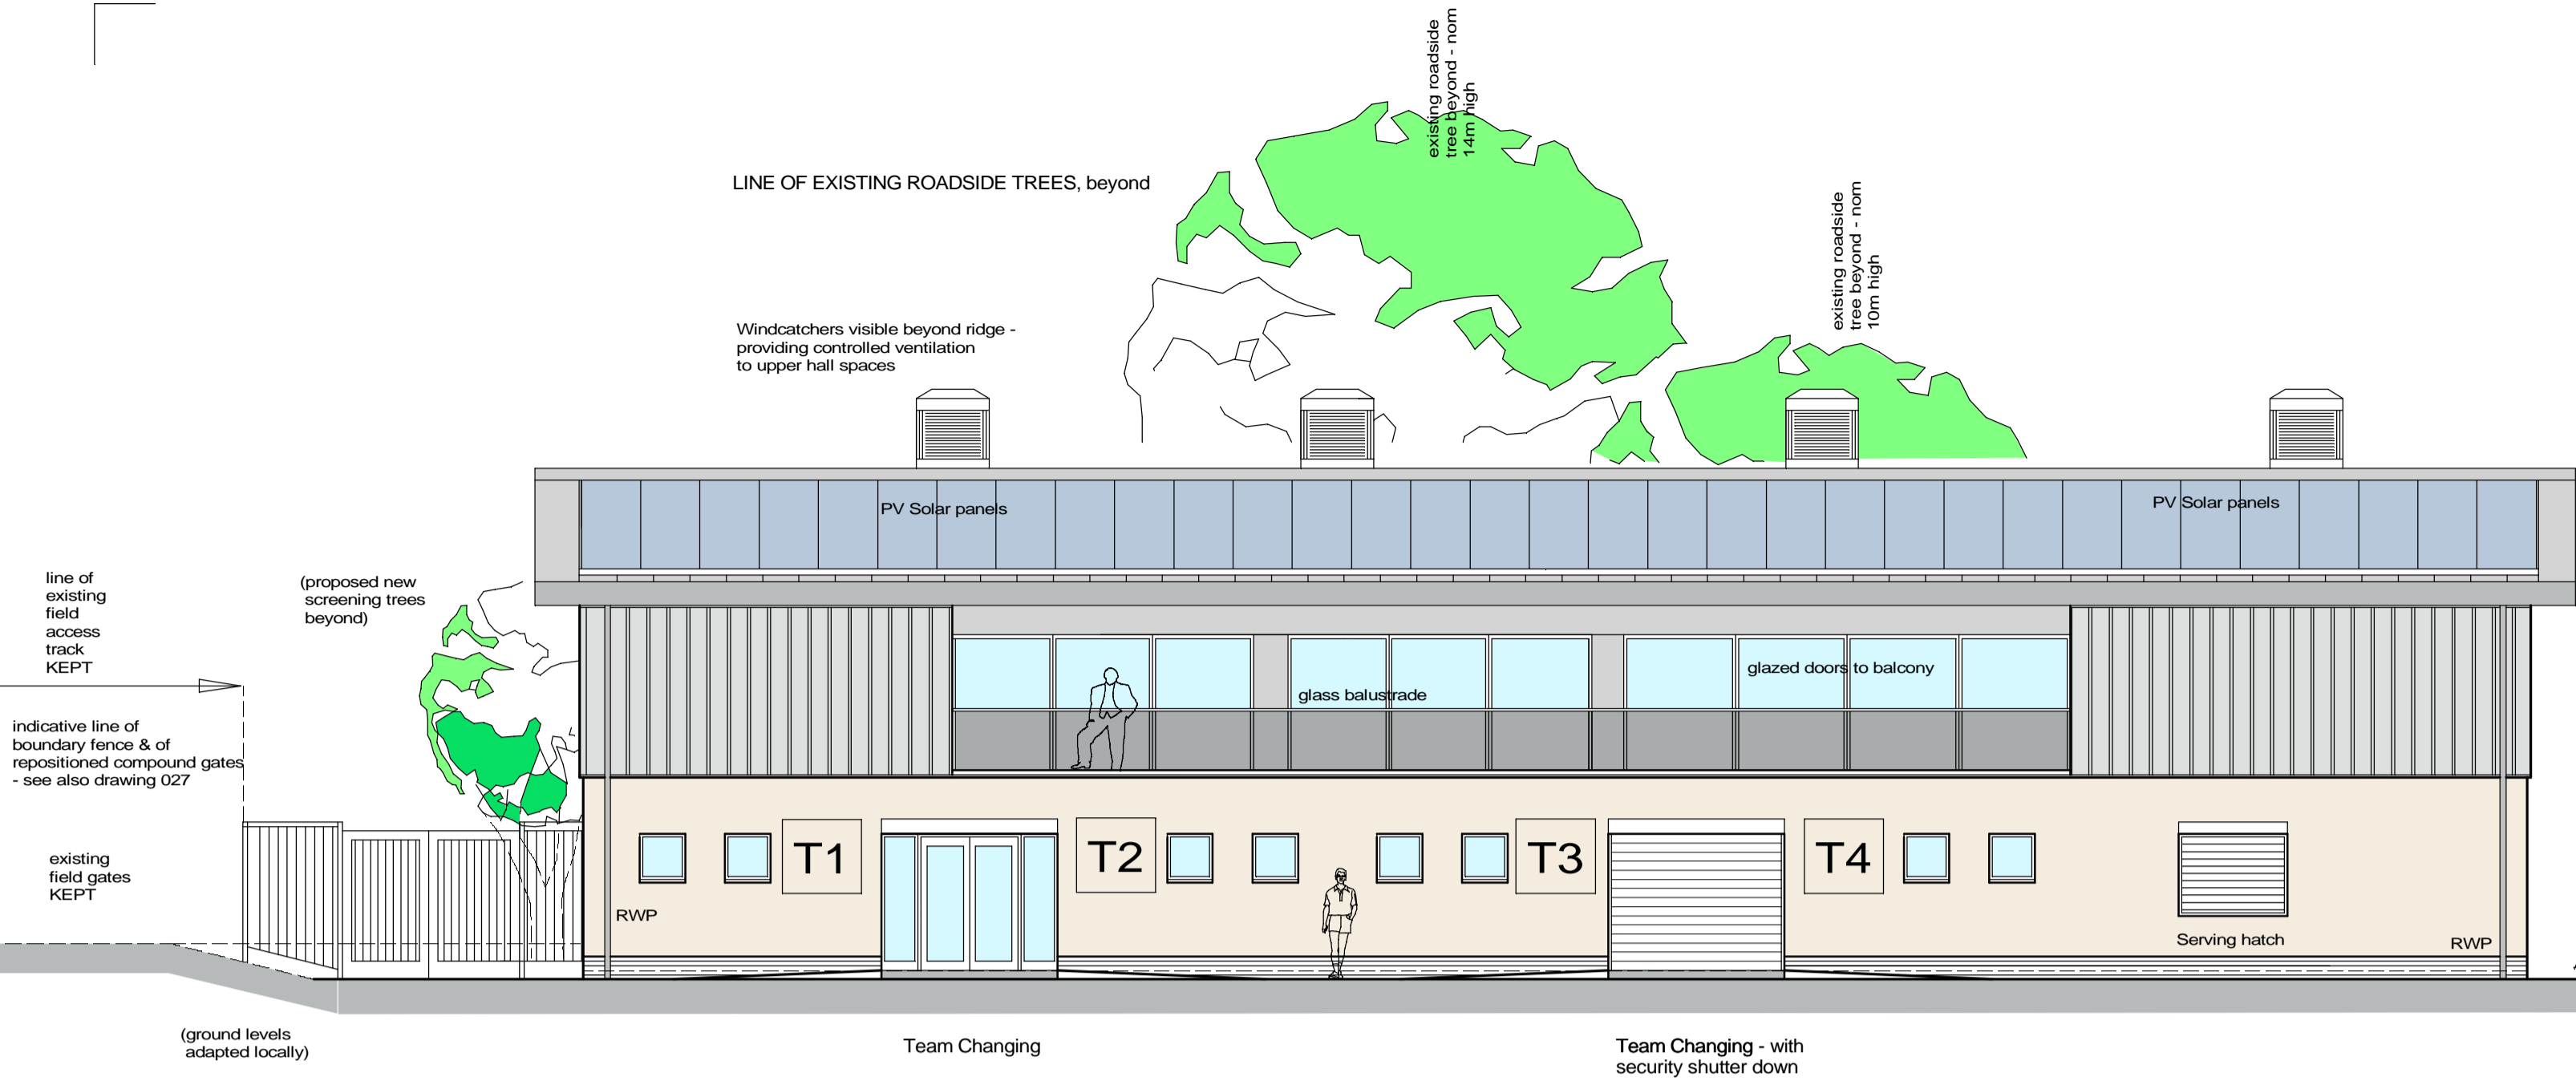 existing roadside
tree beyond - nom
14m high
LINE OF EXISTING ROADSIDE TREES, beyond
existing roadside
tree beyond - nom
10m high
Windcatchers visible beyond ridge -
providing controlled ventilation
to upper hall spaces
PV Solar panels
PV Solar panels
line of
existing
field
access
track
KEPT
(proposed new
screening trees
beyond)
glazed doors to balcony
glass balustrade
indicative line of
boundary fence & of
repositioned compound gates
- see also drawing 027
existing
field gates
KEPT
T1
T2
T3
T4
RWP
Serving hatch
RWP
(ground levels
adapted locally)
Team Changing
Team Changing - with
security shutter down